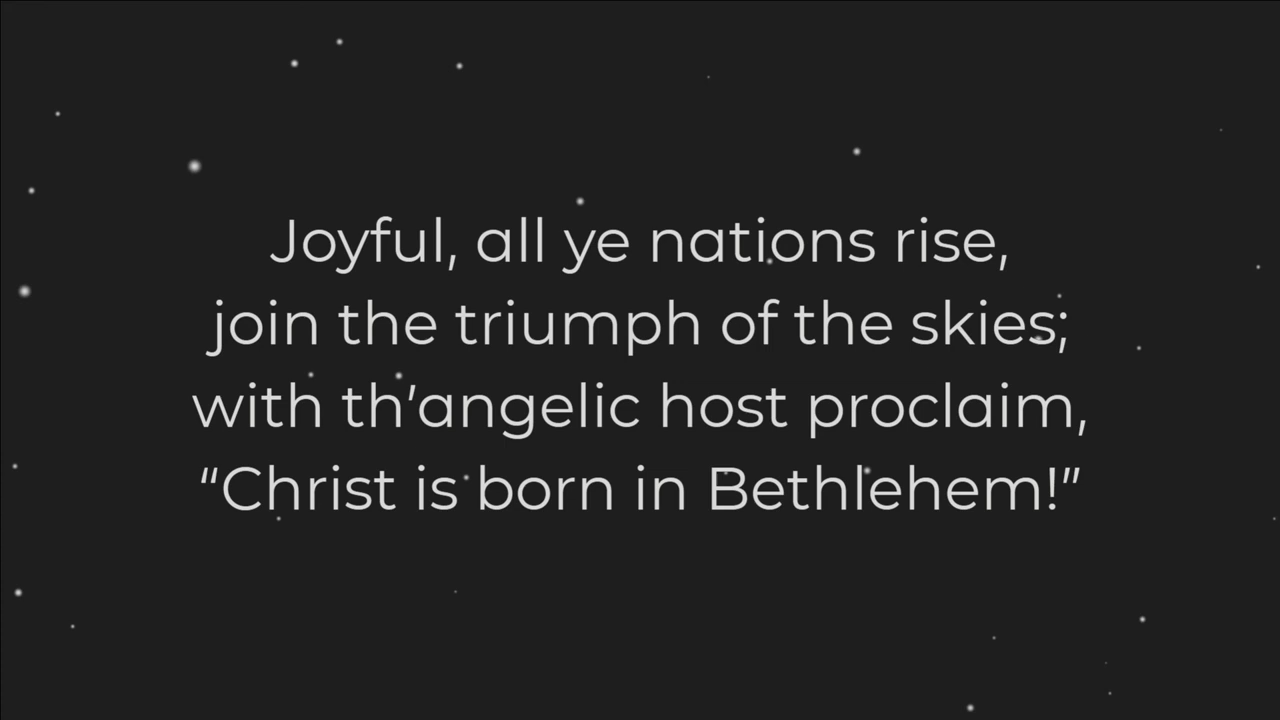 Joyful, all ye nations rise,
join the triumph of the skies;
with th’angelic host proclaim,
“Christ is born in Bethlehem!”